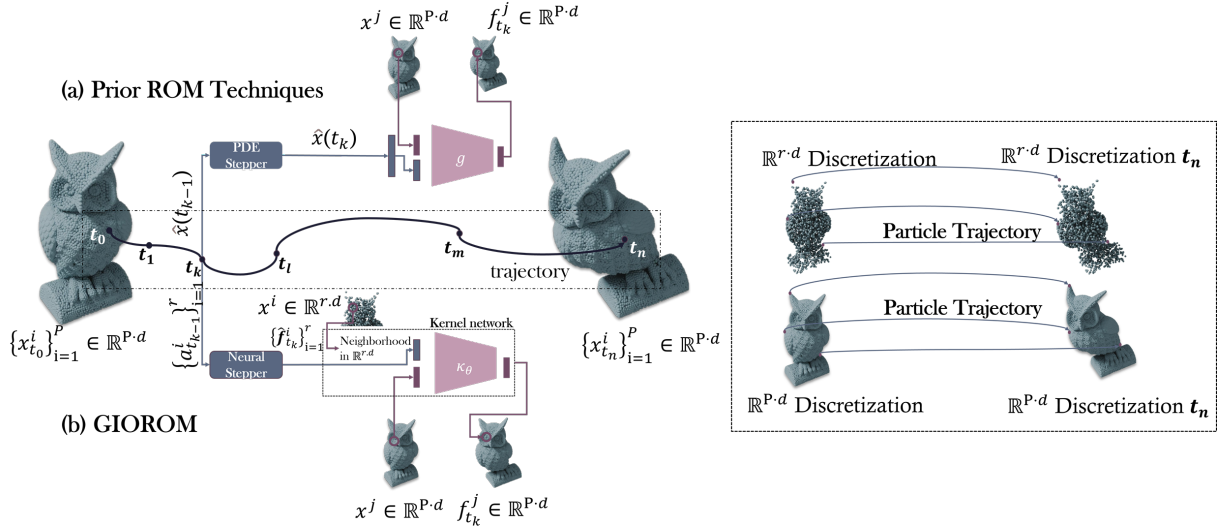 x^j ∈ ℝ^{P·d}
f^j_{t_k} ∈ ℝ^{P·d}
(a) Prior ROM Techniques
PDE
Stepper
x̂(t_k)
g
x̂(t_{k-1})
t_0
t_1
t_k
t_l
t_m
t_n
trajectory
{x^i_{t_0}}^P_{i=1} ∈ ℝ^{P·d}
{a^i_{t_{k-1}}}^r_{i=1}
x^i ∈ ℝ^{r.d}
{f̂^i_{t_k}}^r_{i=1}
Kernel network
Neighborhood
in ℝ^{r.d}
κ_θ
{x^i_{t_n}}^P_{i=1} ∈ ℝ^{P·d}
Neural
Stepper
(b) GIOROM
x^j ∈ ℝ^{P·d}
f^j_{t_k} ∈ ℝ^{P·d}
ℝ^{r·d} Discretization
ℝ^{r·d} Discretization t_n
Particle Trajectory
Particle Trajectory
ℝ^{P·d} Discretization
ℝ^{P·d} Discretization t_n